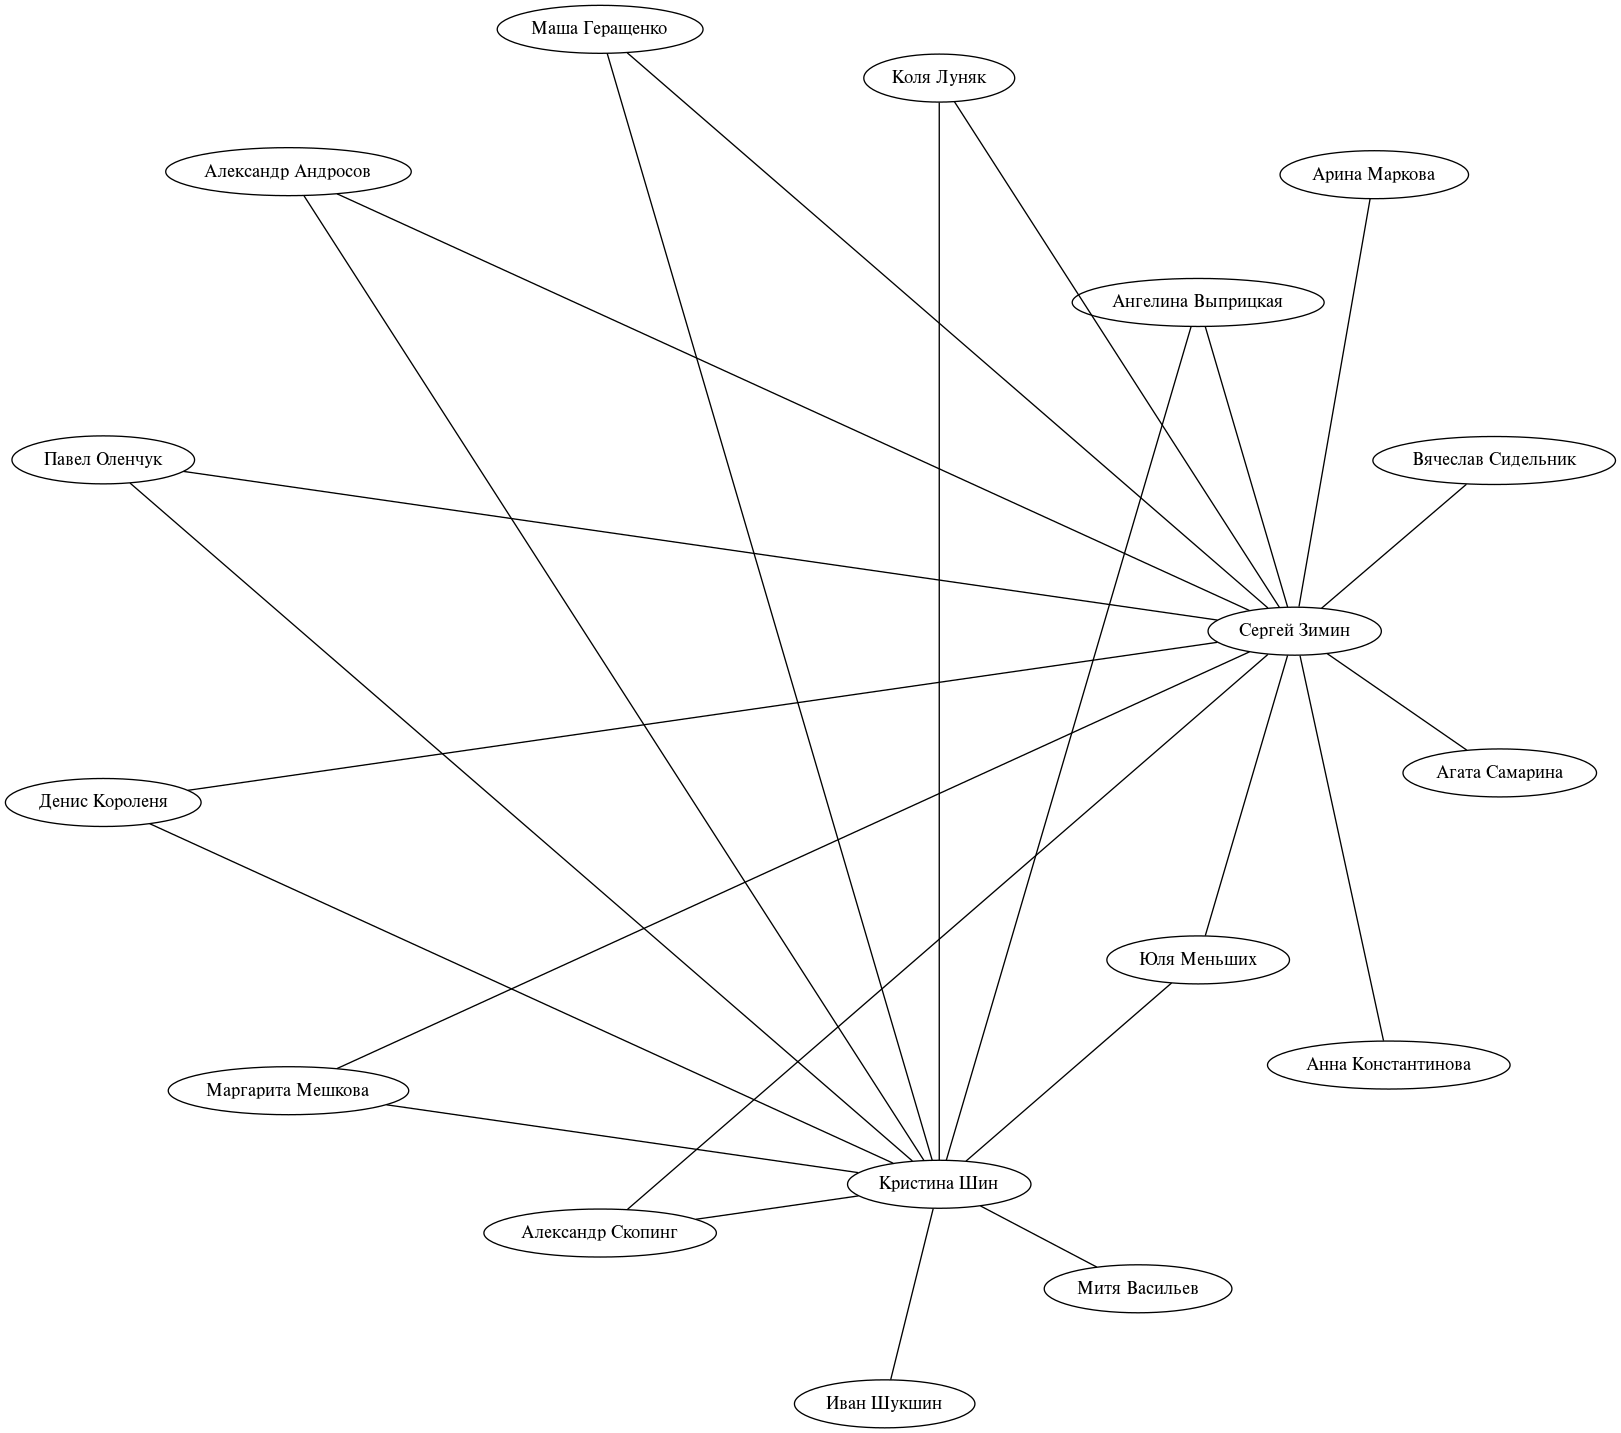 Маша Геращенко
Коля Луняк
Александр Андросов
Арина Маркова
Ангелина Выприцкая
Павел Оленчук
Вячеслав Сидельник
Сергей Зимин
Агата Самарина
Денис Короленя
Юля Меньших
Анна Константинова
Маргарита Мешкова
Кристина Шин
Александр Скопинг
Митя Васильев
Иван Шукшин